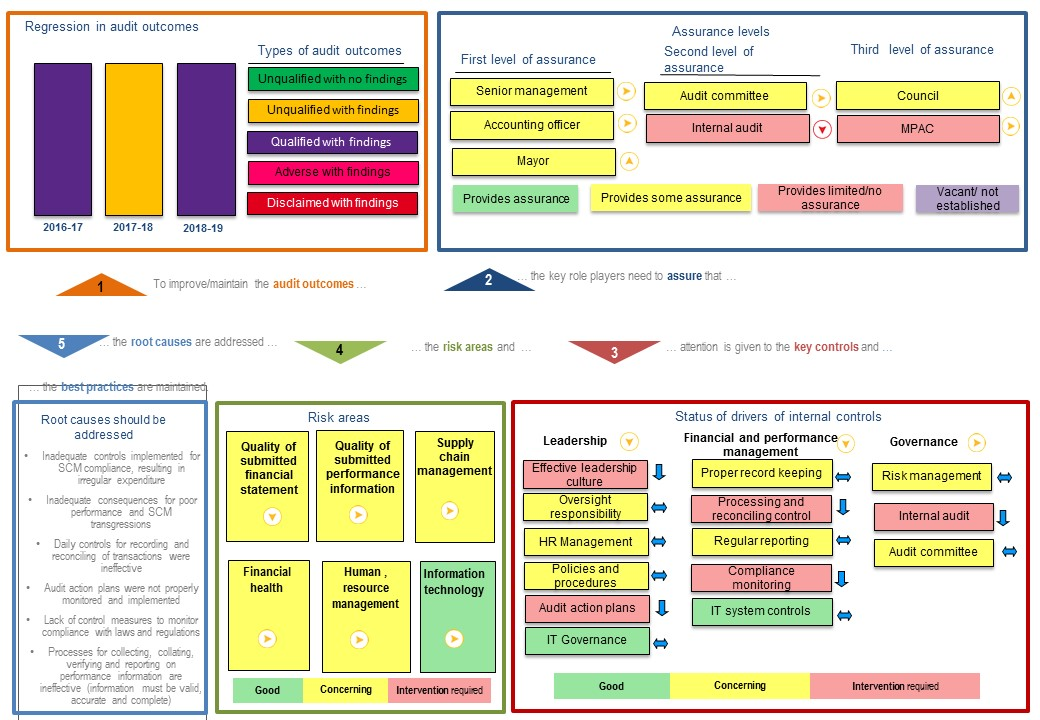 Regression in audit outcomes
Types of audit outcomes
Unqualified with no findings
Unqualified with findings
Qualified with findings
Adverse with findings
Disclaimed with findings
2016-17
2017-18
2018-19
Assurance levels
First level of assurance
Second level of
assurance
Third level of assurance
Senior management
Accounting officer
Mayor
Audit committee
Internal audit
Council
MPAC
Provides assurance
Provides some assurance
Provides limited/no
assurance
Vacant/ not
established
1
To improve/maintain the audit outcomes ...
2
... the key role players need to assure that ...
5
... the root causes are addressed ...
4
... the risk areas and ...
3
... attention is given to the key controls and ...
... the best practices are maintained.
Root causes should be
addressed
• Inadequate controls implemented for
SCM compliance, resulting in
irregular expenditure
• Inadequate consequences for poor
performance and SCM
transgressions
• Daily controls for recording and
reconciling of transactions were
ineffective
• Audit action plans were not properly
monitored and implemented
• Lack of control measures to monitor
compliance with laws and regulations
• Processes for collecting, collating,
verifying and reporting on
performance information are
ineffective (information must be valid,
accurate and complete)
Risk areas
Quality of
submitted
financial
statement
Quality of
submitted
performance
information
Supply
chain
management
Financial
health
Human ,
resource
management
Information
technology
Good
Concerning
Intervention required
Status of drivers of internal controls
Leadership
Effective leadership
culture
Oversight
responsibility
HR Management
Policies and
procedures
Audit action plans
IT Governance
Financial and performance
management
Proper record keeping
Processing and
reconciling control
Regular reporting
Compliance
monitoring
IT system controls
Governance
Risk management
Internal audit
Audit committee
Good
Concerning
Intervention required